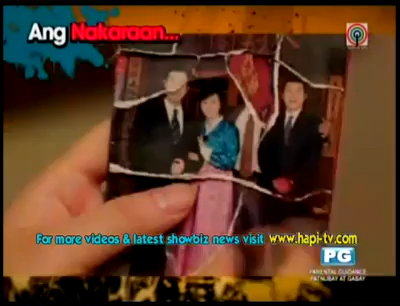 Ang Nakaraan...
For more videos & latest showbiz news visit www.hapi-tv.com
PG
PARENTAL GUIDANCE
PATNUBAY AT GABAY